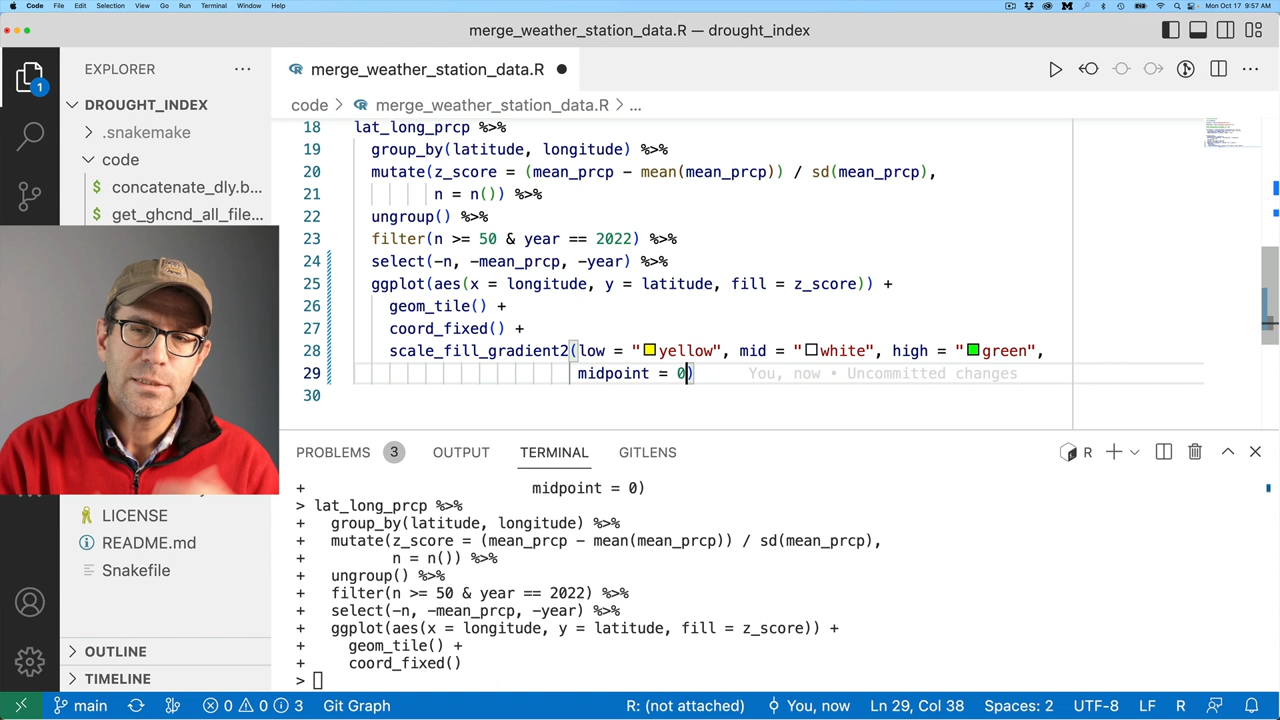 Code File Edit Selection View Go Run Terminal Window Help Mon Oct 17 9:57 AM
merge_weather_station_data.R — drought_index
EXPLORER
merge_weather_station_data.R
1
DROUGHT_INDEX
code > merge_weather_station_data.R > ...
.snakemake
code
concatenate_dly.b...
get_ghcnd_all_file...
LICENSE
README.md
Snakefile
OUTLINE
TIMELINE
18 lat_long_prcp %>%
19 group_by(latitude, longitude) %>%
20 mutate(z_score = (mean_prcp - mean(mean_prcp)) / sd(mean_prcp),
21 n = n()) %>%
22 ungroup() %>%
23 filter(n >= 50 & year == 2022) %>%
24 select(-n, -mean_prcp, -year) %>%
25 ggplot(aes(x = longitude, y = latitude, fill = z_score)) +
26 geom_tile() +
27 coord_fixed() +
28 scale_fill_gradient2(low = "yellow", mid = "white", high = "green",
29 midpoint = 0) You, now • Uncommitted changes
30
PROBLEMS 3 OUTPUT TERMINAL GITLENS R
+ midpoint = 0)
> lat_long_prcp %>%
+ group_by(latitude, longitude) %>%
+ mutate(z_score = (mean_prcp - mean(mean_prcp)) / sd(mean_prcp),
+ n = n()) %>%
+ ungroup() %>%
+ filter(n >= 50 & year == 2022) %>%
+ select(-n, -mean_prcp, -year) %>%
+ ggplot(aes(x = longitude, y = latitude, fill = z_score)) +
+ geom_tile() +
+ coord_fixed()
>
main 0 0 3 Git Graph R: (not attached) You, now Ln 29, Col 38 Spaces: 2 UTF-8 LF R